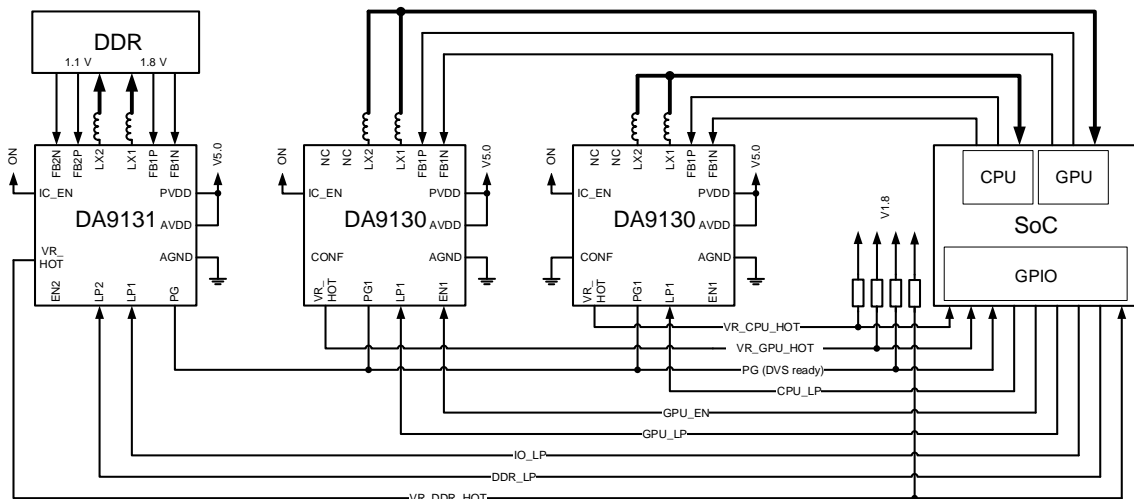 DDR
1.1 V 1.8 V
FB2N FB2P LX2 LX1 FB1P FB1N
ON
IC_EN
V5.0
PVDD
AVDD
DA9131
VR_
HOT
AGND
EN2 LP2 LP1 PG
NC NC LX2 LX1 FB1P FB1N
ON
IC_EN
V5.0
PVDD
AVDD
DA9130
CONF
AGND
VR_
HOT
PG1 LP1 EN1
NC NC LX2 LX1 FB1P FB1N
ON
IC_EN
V5.0
PVDD
AVDD
DA9130
CONF
AGND
VR_
HOT
PG1 LP1 EN1
V1.8
CPU GPU
SoC
GPIO
VR_CPU_HOT
VR_GPU_HOT
PG (DVS ready)
CPU_LP
GPU_EN
GPU_LP
IO_LP
DDR_LP
VR_DDR_HOT